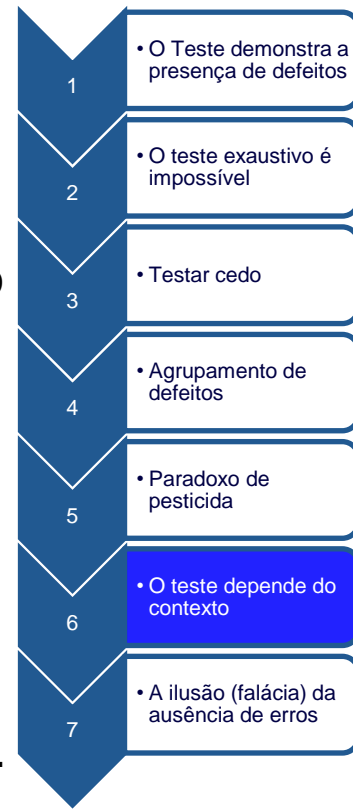 1
• O Teste demonstra a
presença de defeitos
2
• O teste exaustivo é
impossível
3
• Testar cedo
4
• Agrupamento de
defeitos
5
• Paradoxo de
pesticida
6
• O teste depende do
contexto
7
• A ilusão (falácia) da
ausência de erros